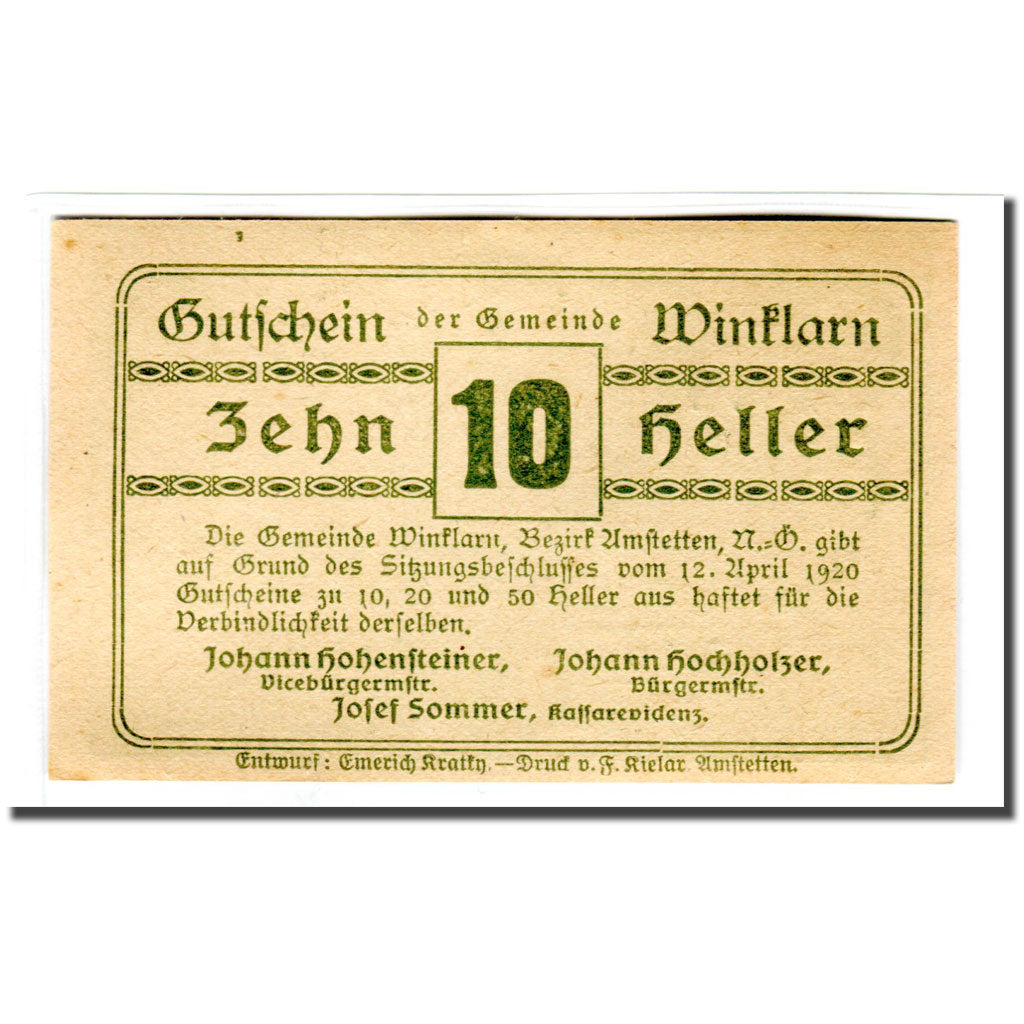 Gutschein der Gemeinde Winklarn
Zehn 10 Heller
Die Gemeinde Winklarn, Bezirk Amstetten, N.-Ö. gibt
auf Grund des Sitzungsbeschlusses vom 12. April 1920
Gutscheine zu 10, 20 und 50 Heller aus haftet für die
Verbindlichkeit derselben.
Johann Hohensteiner, Johann Hochholzer,
Vicebürgermstr. Bürgermstr.
Josef Sommer, Kassarevidenz.
Entwurf: Emerich Kratky.—Druck v. F. Kielar Amstetten.